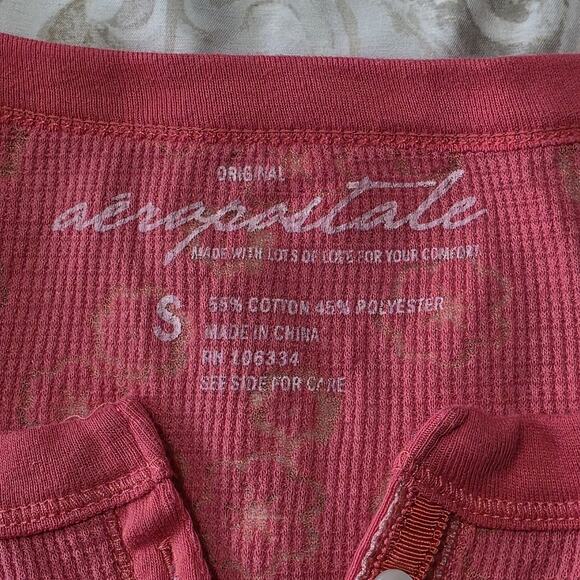 ORIGINAL
aéropostale
MADE WITH LOTS OF LOVE FOR YOUR COMFORT
S
55% COTTON 45% POLYESTER
MADE IN CHINA
RN 106334
SEE SIDE FOR CARE